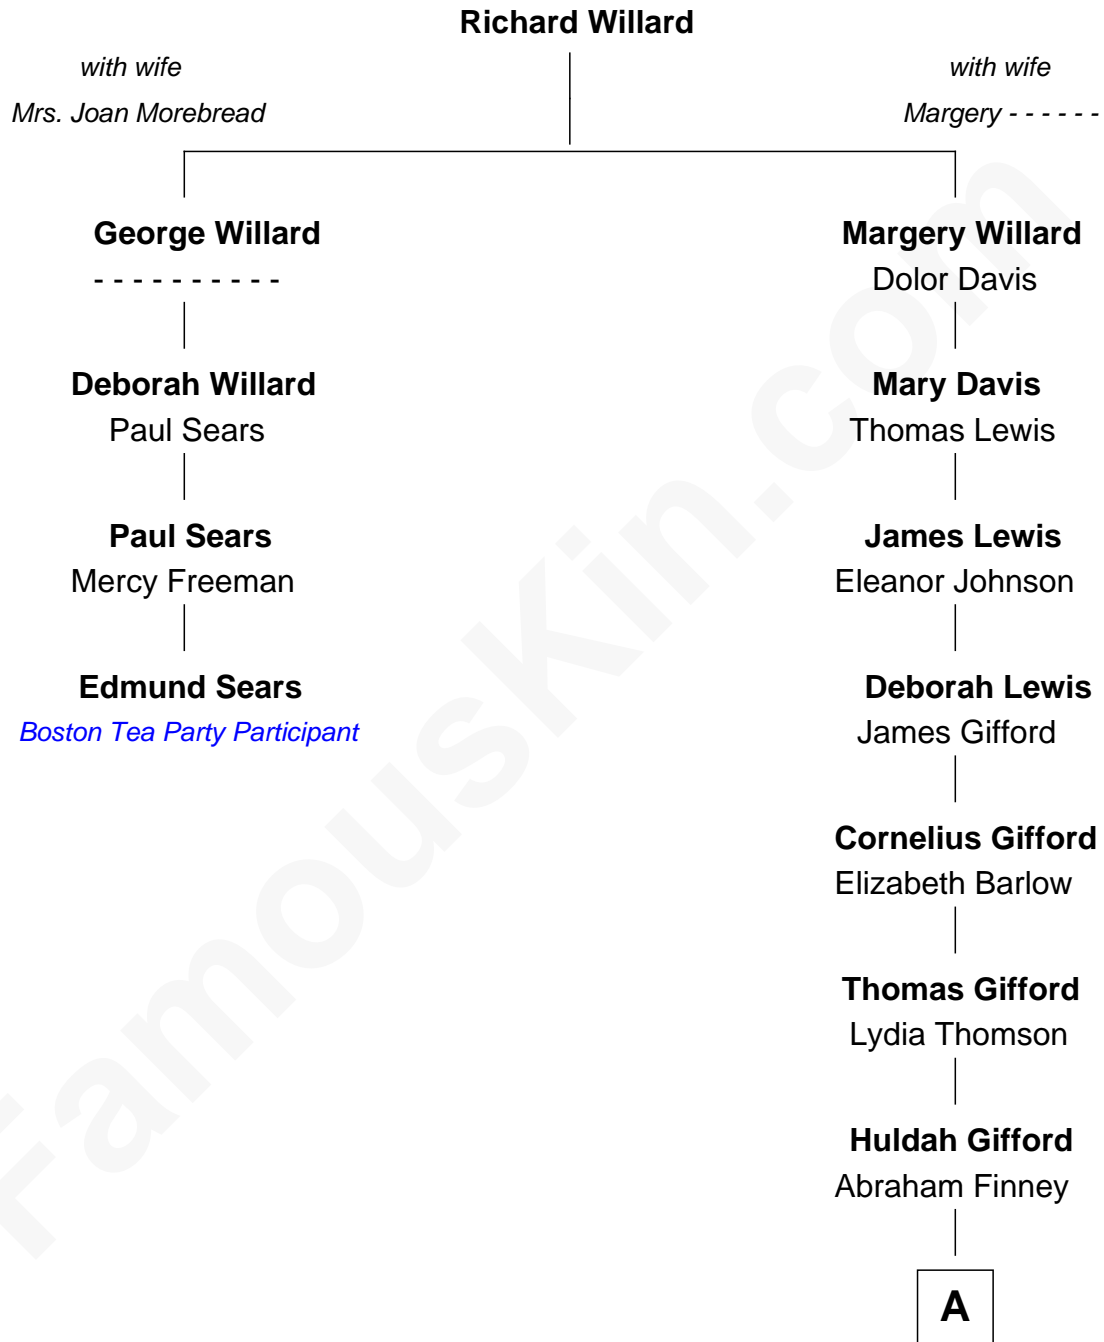 Richard Willard
with wife
Mrs. Joan Morebread
with wife
Margery - - - - - -
George Willard
- - - - - - - - - -
Deborah Willard
Paul Sears
Paul Sears
Mercy Freeman
Edmund Sears
Boston Tea Party Participant
Margery Willard
Dolor Davis
Mary Davis
Thomas Lewis
James Lewis
Eleanor Johnson
Deborah Lewis
James Gifford
Cornelius Gifford
Elizabeth Barlow
Thomas Gifford
Lydia Thomson
Huldah Gifford
Abraham Finney
A
FamousKin.com